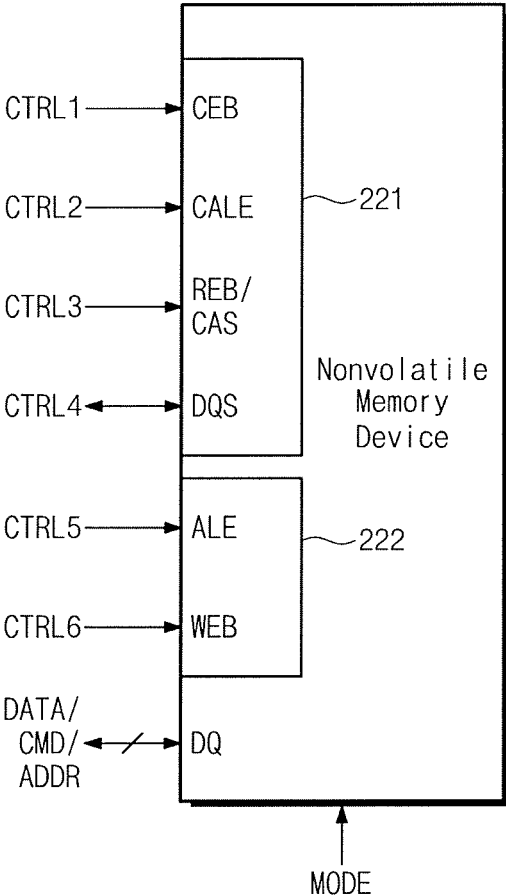 CTRL1
CEB
CTRL2
CALE
221
CTRL3
REB/
CAS
Nonvolatile
Memory
Device
CTRL4
DQS
CTRL5
ALE
222
CTRL6
WEB
DATA/
CMD/
ADDR
DQ
MODE